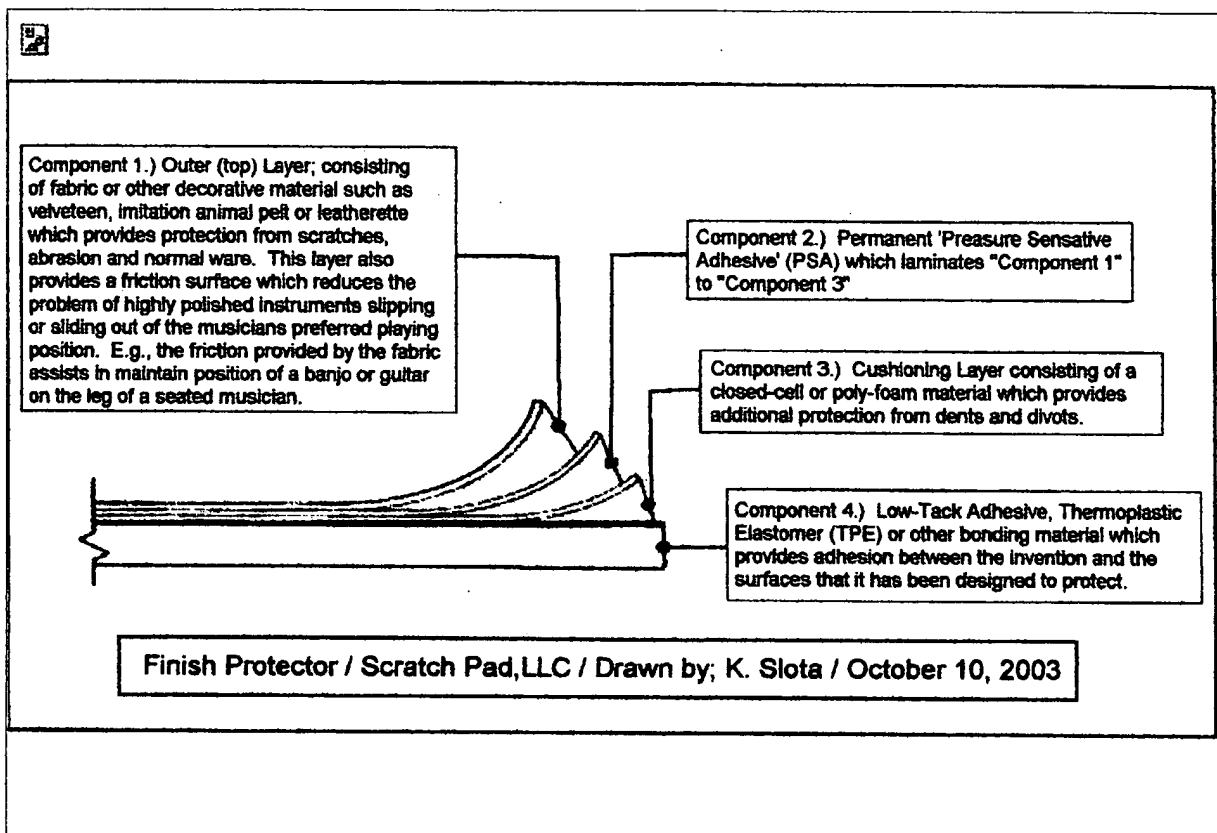 Component 1.) Outer (top) Layer; consisting
of fabric or other decorative material such as
velveteen, imitation animal pelt or leatherette
which provides protection from scratches,
abrasion and normal ware. This layer also
provides a friction surface which reduces the
problem of highly polished instruments slipping
or sliding out of the musicians preferred playing
position. E.g., the friction provided by the fabric
assists in maintain position of a banjo or guitar
on the leg of a seated musician.
Component 2.) Permanent 'Preasure Sensative
Adhesive' (PSA) which laminates "Component 1"
to "Component 3"
Component 3.) Cushioning Layer consisting of a
closed-cell or poly-foam material which provides
additional protection from dents and divots.
Component 4.) Low-Tack Adhesive, Thermoplastic
Elastomer (TPE) or other bonding material which
provides adhesion between the invention and the
surfaces that it has been designed to protect.
Finish Protector / Scratch Pad,LLC / Drawn by; K. Slota / October 10, 2003